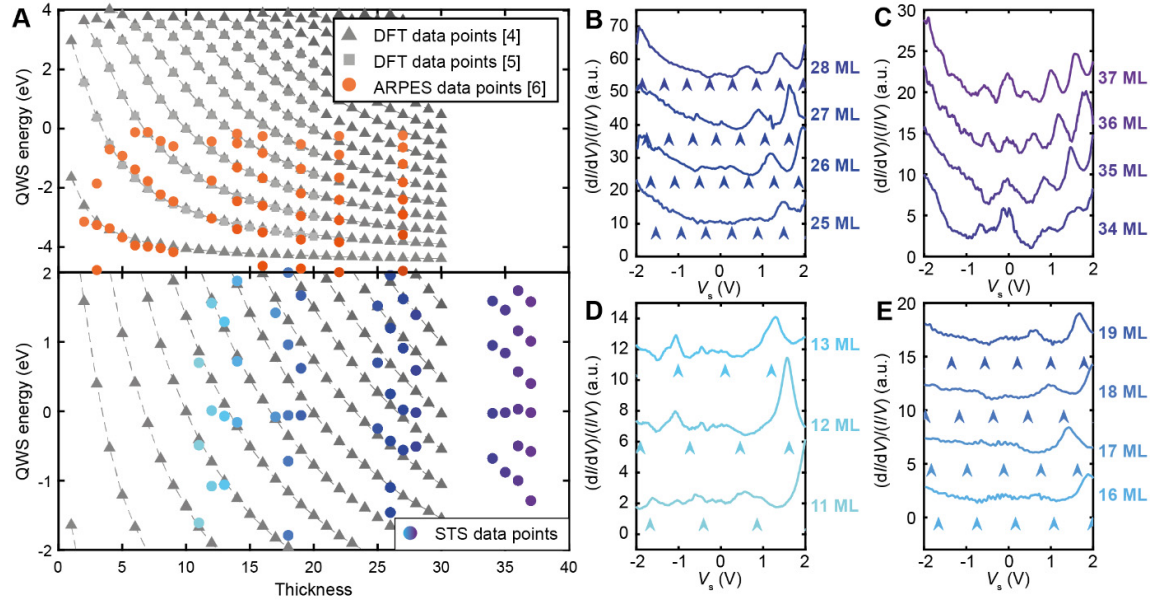 A
QWS energy (eV)
4
2
0
-2
-4
DFT data points [4]
DFT data points [5]
ARPES data points [6]
QWS energy (eV)
2
1
0
-1
-2
STS data points
0 5 10 15 20 25 30 35 40
Thickness
B
(dI/dV)/(I/V) (a.u.)
70
60
50
40
30
20
10
0
28 ML
27 ML
26 ML
25 ML
-2 -1 0 1 2
Vs (V)
C
(dI/dV)/(I/V) (a.u.)
30
25
20
15
10
5
0
37 ML
36 ML
35 ML
34 ML
-2 -1 0 1 2
Vs (V)
D
(dI/dV)/(I/V) (a.u.)
14
12
10
8
6
4
2
0
13 ML
12 ML
11 ML
-2 -1 0 1 2
Vs (V)
E
(dI/dV)/(I/V) (a.u.)
20
15
10
5
0
19 ML
18 ML
17 ML
16 ML
-2 -1 0 1 2
Vs (V)